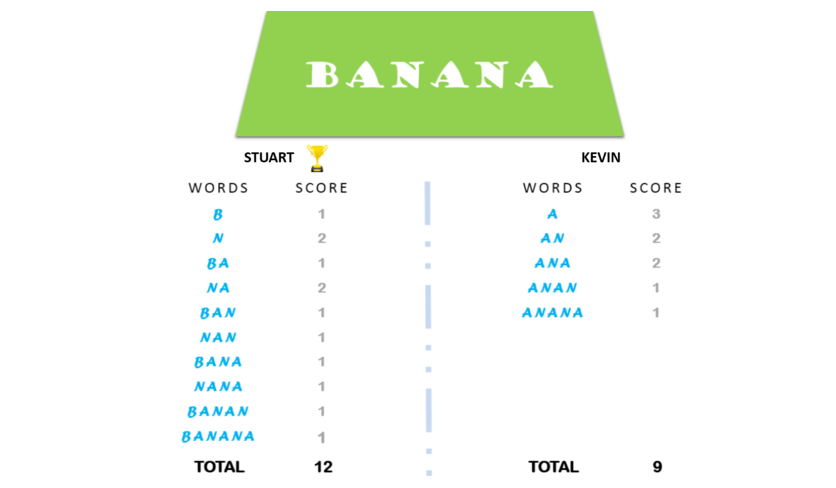 BANANA
STUART KEVIN
WORDS SCORE WORDS SCORE
B 1 A 3
N 2 AN 2
BA 1 ANA 2
NA 2 ANAN 1
BAN 1 ANANA 1
NAN 1
BANA 1
NANA 1
BANAN 1
BANANA 1
TOTAL 12 TOTAL 9